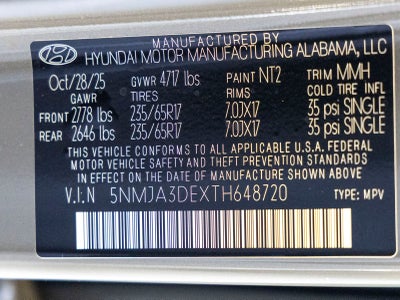 MANUFACTURED BY
HYUNDAI MOTOR MANUFACTURING ALABAMA, LLC
Oct/28/25 GVWR 4717 lbs PAINT NT2 TRIM MMH
GAWR TIRES RIMS COLD TIRE INFL
FRONT 2778 lbs 235/65R17 7.0JX17 35 psi SINGLE
REAR 2646 lbs 235/65R17 7.0JX17 35 psi SINGLE
THIS VEHICLE CONFORMS TO ALL APPLICABLE U.S.A. FEDERAL
MOTOR VEHICLE SAFETY AND THEFT PREVENTION STANDARDS
IN EFFECT ON THE DATE OF MANUFACTURE SHOWN ABOVE
V.I.N 5NMJA3DEXTH648720 TYPE: MPV